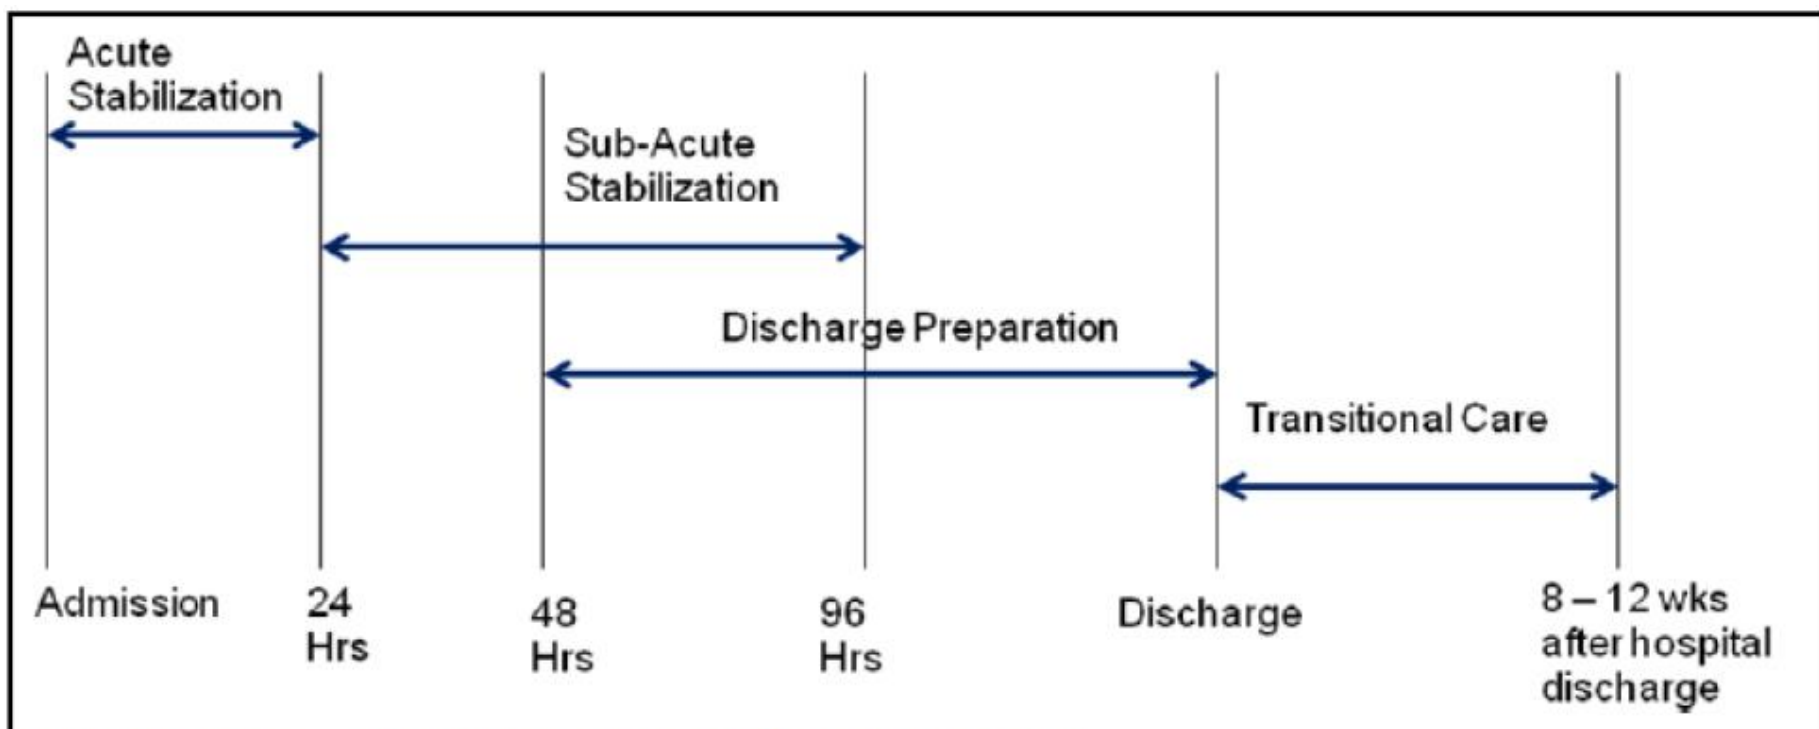 Acute
Stabilization
Sub-Acute
Stabilization
Discharge Preparation
Transitional Care
Admission
24
Hrs
48
Hrs
96
Hrs
Discharge
8 – 12 wks
after hospital
discharge